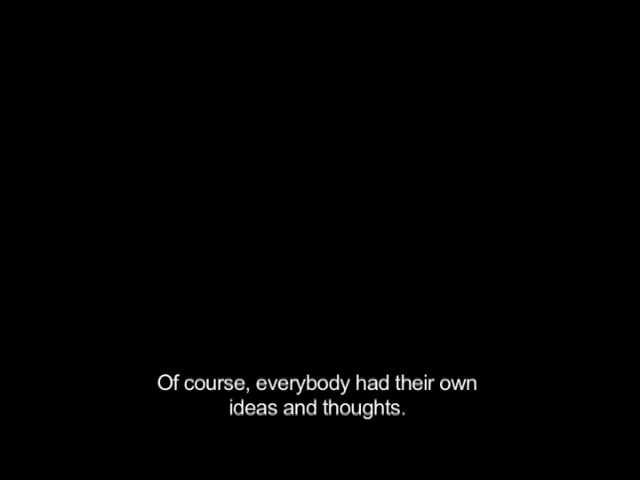 Of course, everybody had their own
ideas and thoughts.